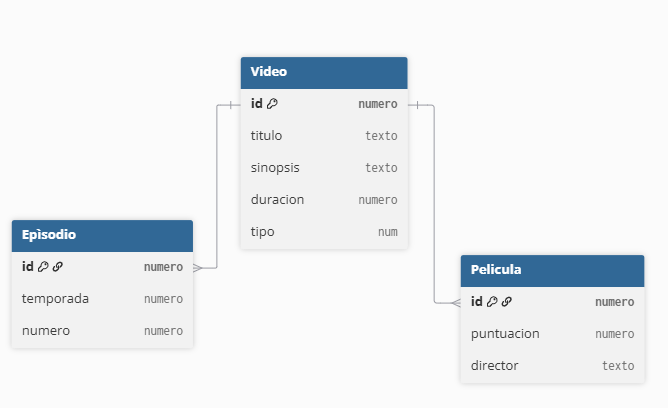 Video
id numero
titulo texto
sinopsis texto
duracion numero
tipo num
Episodio
id numero
temporada numero
numero numero
Pelicula
id numero
puntuacion numero
director texto